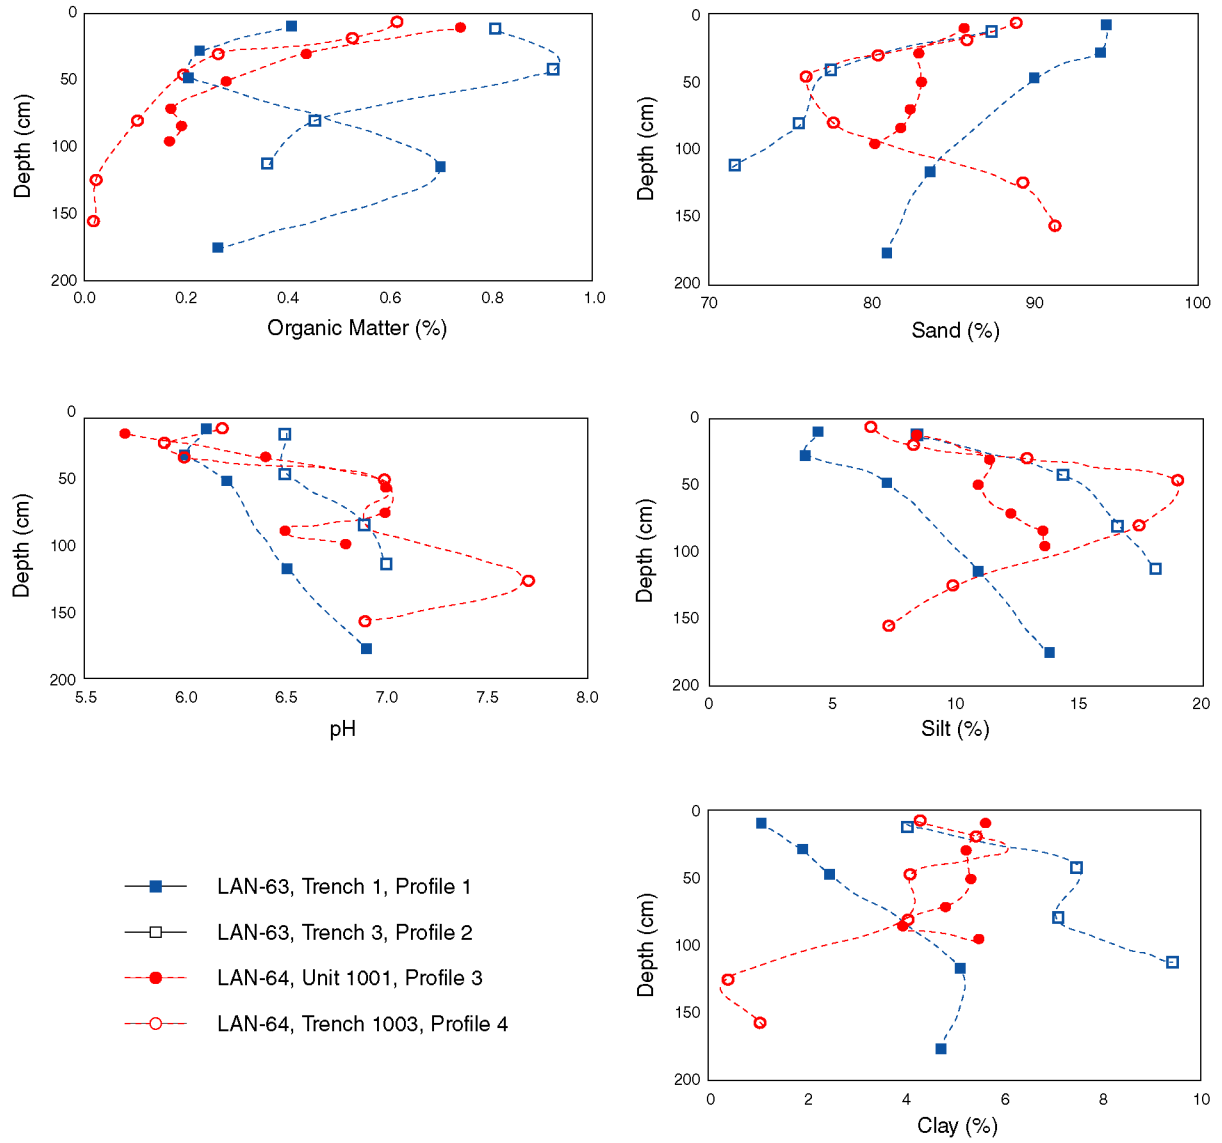 0
50
100
150
200
Depth (cm)
0.0 0.2 0.4 0.6 0.8 1.0
Organic Matter (%)
0
50
100
150
200
Depth (cm)
70 80 90 100
Sand (%)
0
50
100
150
200
Depth (cm)
5.5 6.0 6.5 7.0 7.5 8.0
pH
0
50
100
150
200
Depth (cm)
0 5 10 15 20
Silt (%)
LAN-63, Trench 1, Profile 1
LAN-63, Trench 3, Profile 2
LAN-64, Unit 1001, Profile 3
LAN-64, Trench 1003, Profile 4
0
50
100
150
200
Depth (cm)
0 2 4 6 8 10
Clay (%)